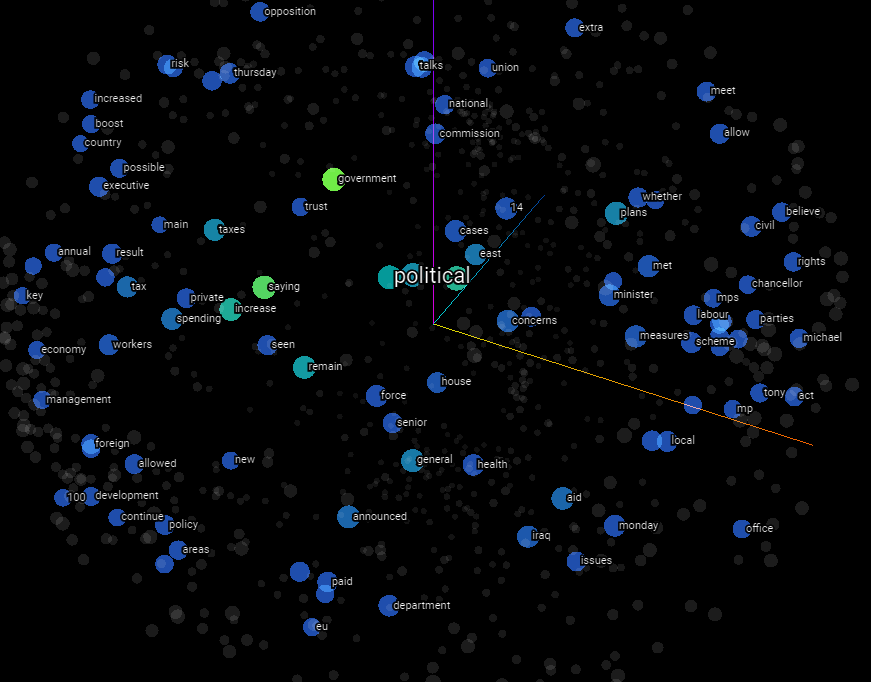 opposition
extra
risk
talks
union
thursday
meet
increased
national
boost
commission
allow
country
possible
government
executive
whether
trust
14
plans
believe
main
taxes
cases
civil
annual
result
east
met
rights
political
tax
saying
chancellor
key
private
minister
mps
increase
spending
concerns
labour
parties
economy
workers
seen
measures
scheme
michael
remain
house
management
force
tony
act
mp
senior
foreign
local
allowed
new
general
health
100
development
aid
continue
policy
announced
monday
office
iraq
areas
issues
paid
department
eu